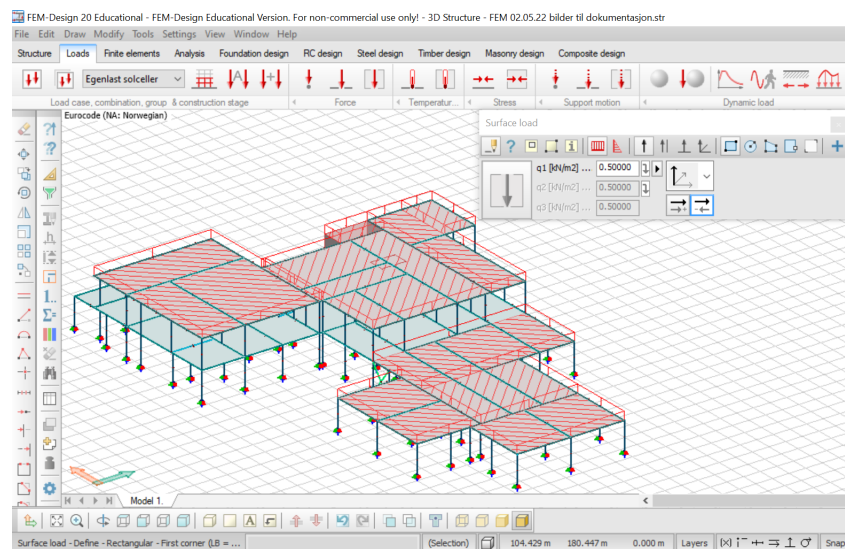 FEM-Design 20 Educational - FEM-Design Educational Version. For non-commercial use only! - 3D Structure - FEM 02.05.22 bilder til dokumentasjon.str
File Edit Draw Modify Tools Settings View Window Help
Structure Loads Finite elements Analysis Foundation design RC design Steel design Timber design Masonry design Composite design
Egenlast solceller
Load case, combination, group & construction stage Force Temperatur... Stress Support motion Dynamic load
Eurocode (NA: Norwegian)
Surface load
q1 [kN/m2] ... 0.50000
q2 [kN/m2] ... 0.50000
q3 [kN/m2] ... 0.50000
Model 1.
Surface load - Define - Rectangular - First corner (LB = ... (Selection) 104.429 m 180.447 m 0.000 m Layers Snap